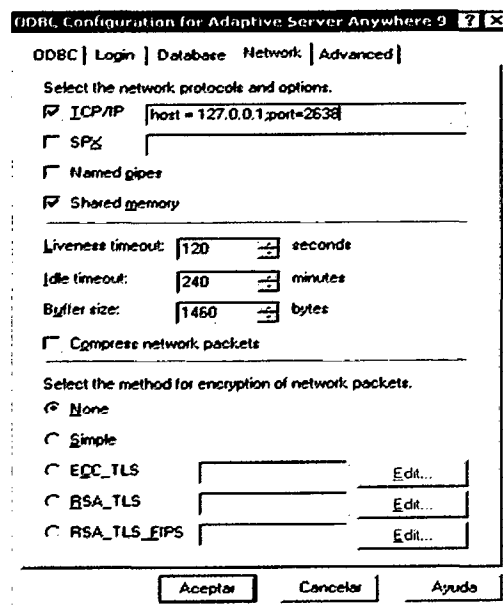 ODBC Configuration for Adaptive Server Anywhere 9
ODBC Login Database Network Advanced
Select the network protocols and options.
TCP/IP host = 127.0.0.1;port=2638
SPX
Named pipes
Shared memory
Liveness timeout: 120 seconds
Idle timeout: 240 minutes
Buffer size: 1460 bytes
Compress network packets
Select the method for encryption of network packets.
None
Simple
ECC_TLS Edit...
RSA_TLS Edit...
RSA_TLS_FIPS Edit...
Aceptar Cancelar Ayuda